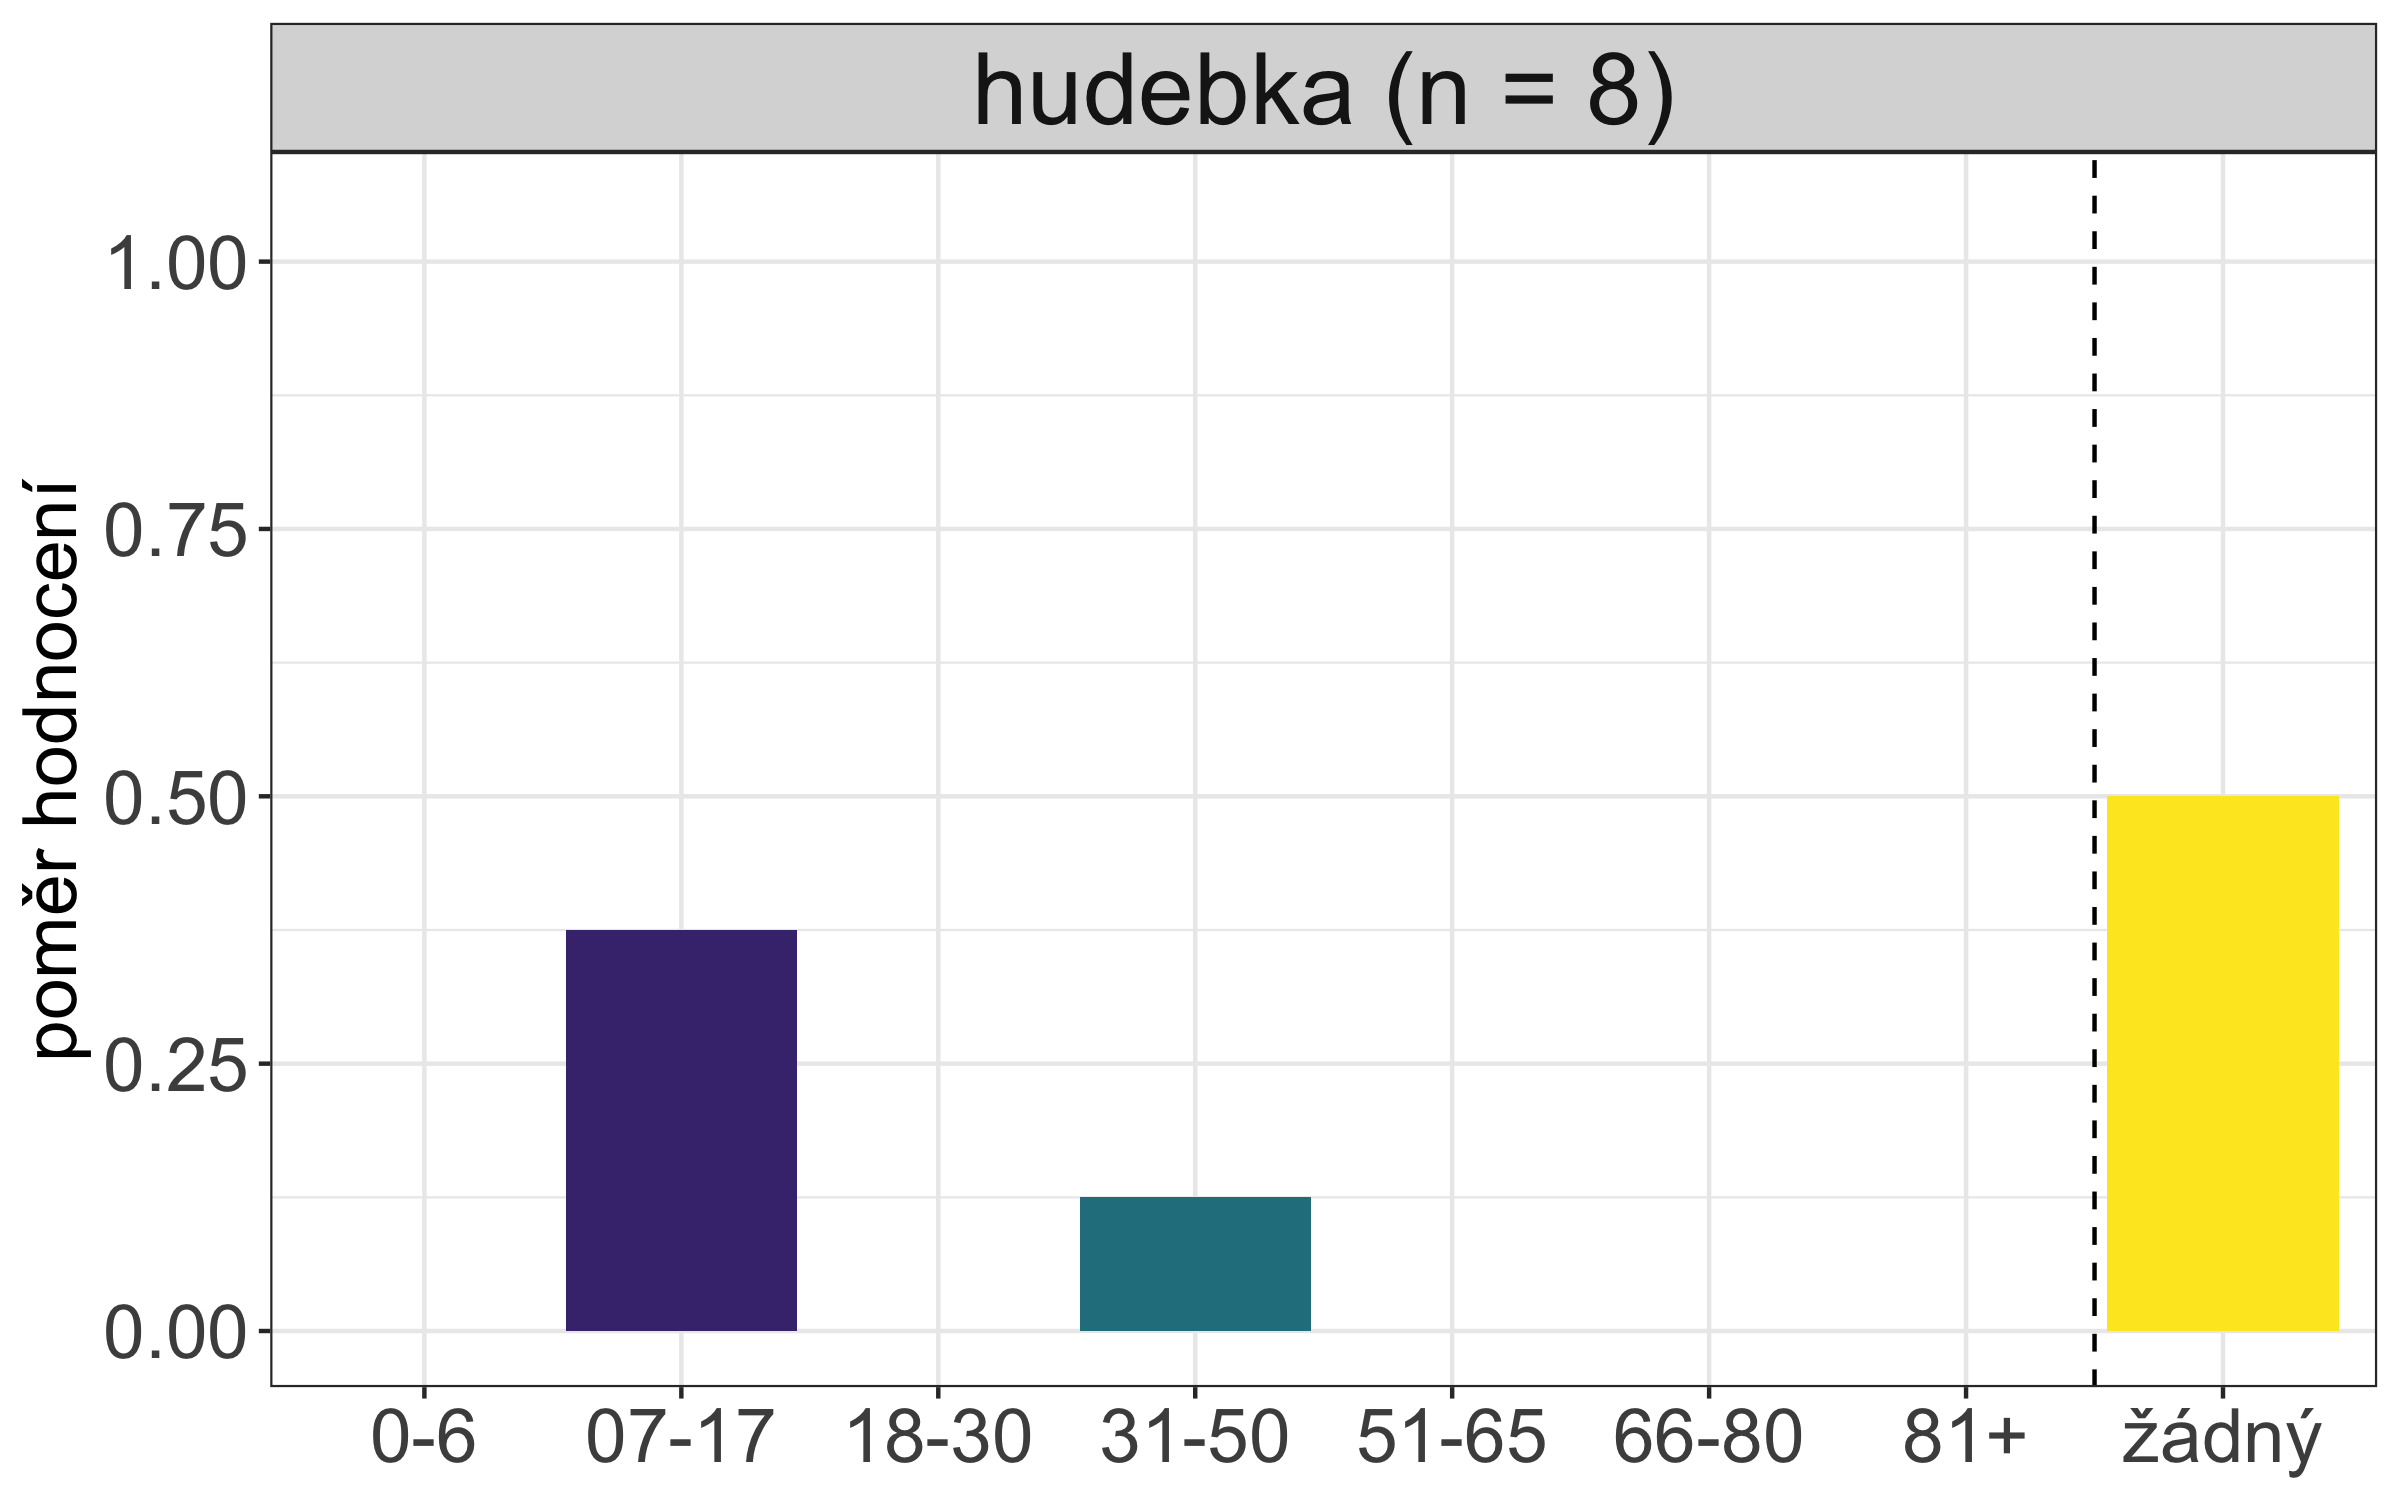 hudebka (n = 8)
poměr hodnocení
1.00
0.75
0.50
0.25
0.00
0-6 07-17 18-30 31-50 51-65 66-80 81+ žádný